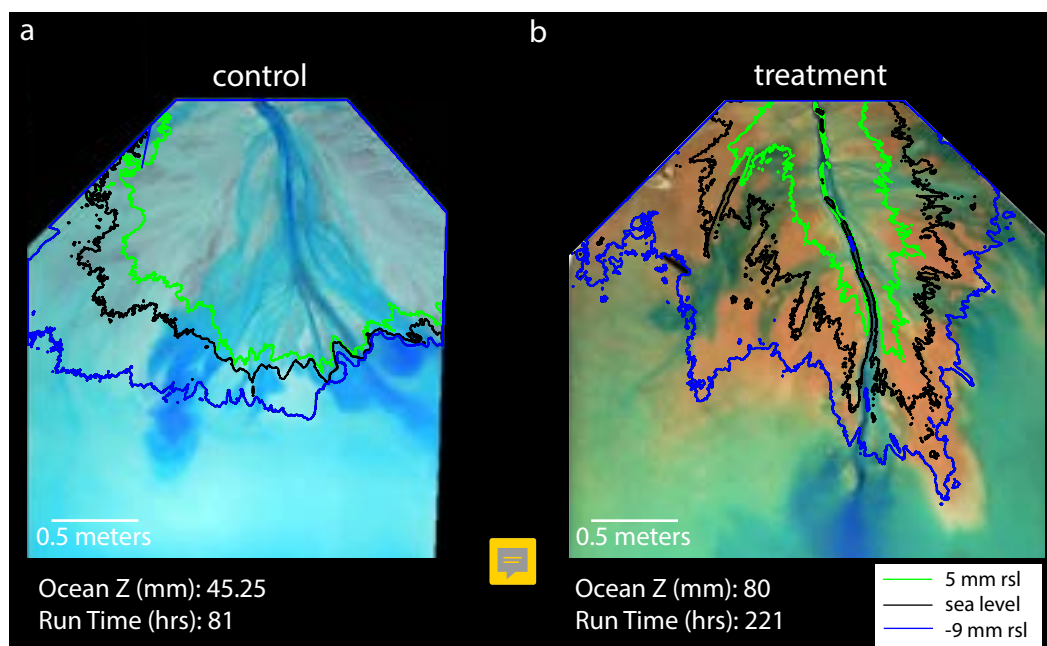 a
control
0.5 meters
Ocean Z (mm): 45.25
Run Time (hrs): 81
b
treatment
0.5 meters
Ocean Z (mm): 80
Run Time (hrs): 221
5 mm rsl
sea level
-9 mm rsl